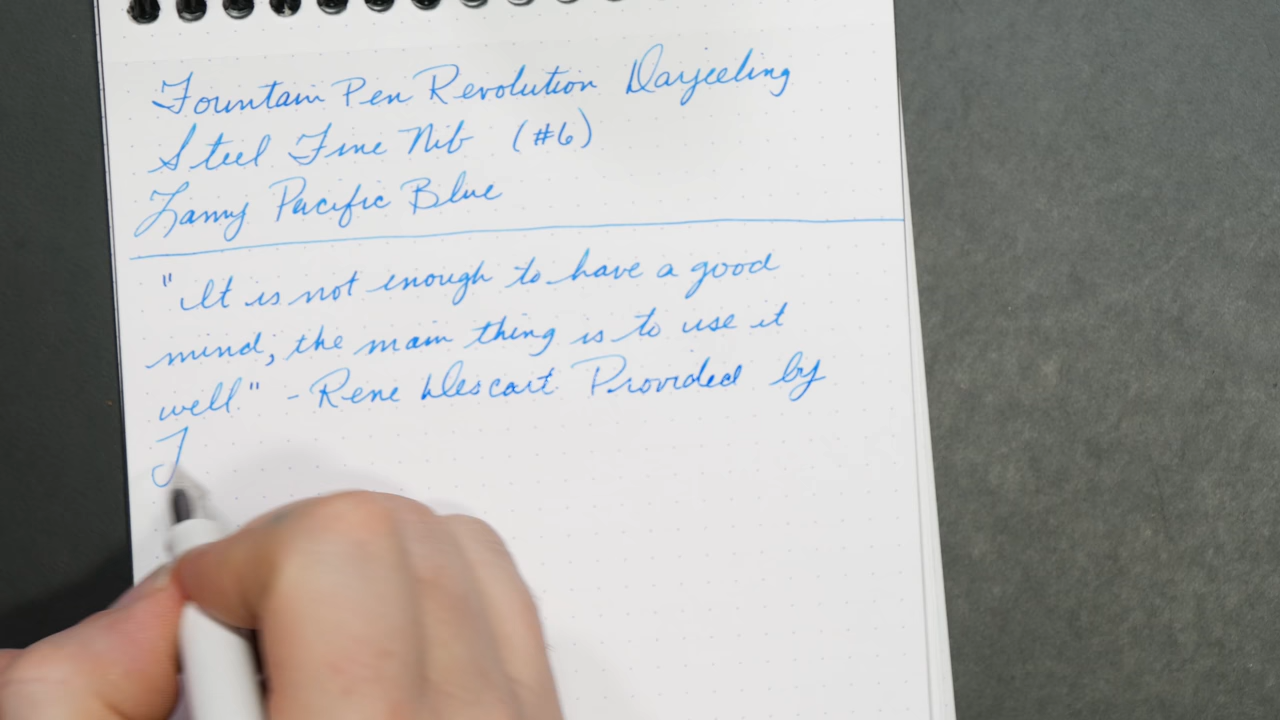 Fountain Pen Revolution Darjeeling
Steel Fine Nib (#6)
Lamy Pacific Blue
"It is not enough to have a good
mind, the main thing is to use it
well" - Rene Descart Provided by